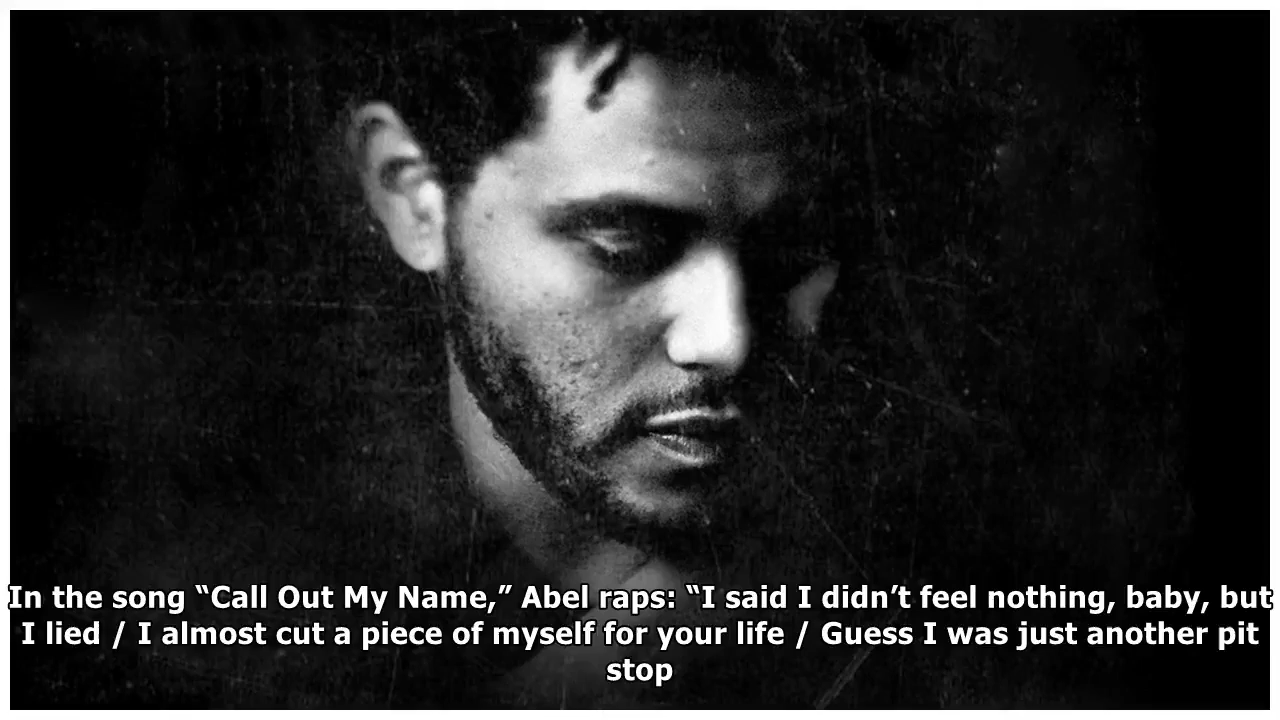 In the song “Call Out My Name,” Abel raps: “I said I didn’t feel nothing, baby, but
I lied / I almost cut a piece of myself for your life / Guess I was just another pit
stop